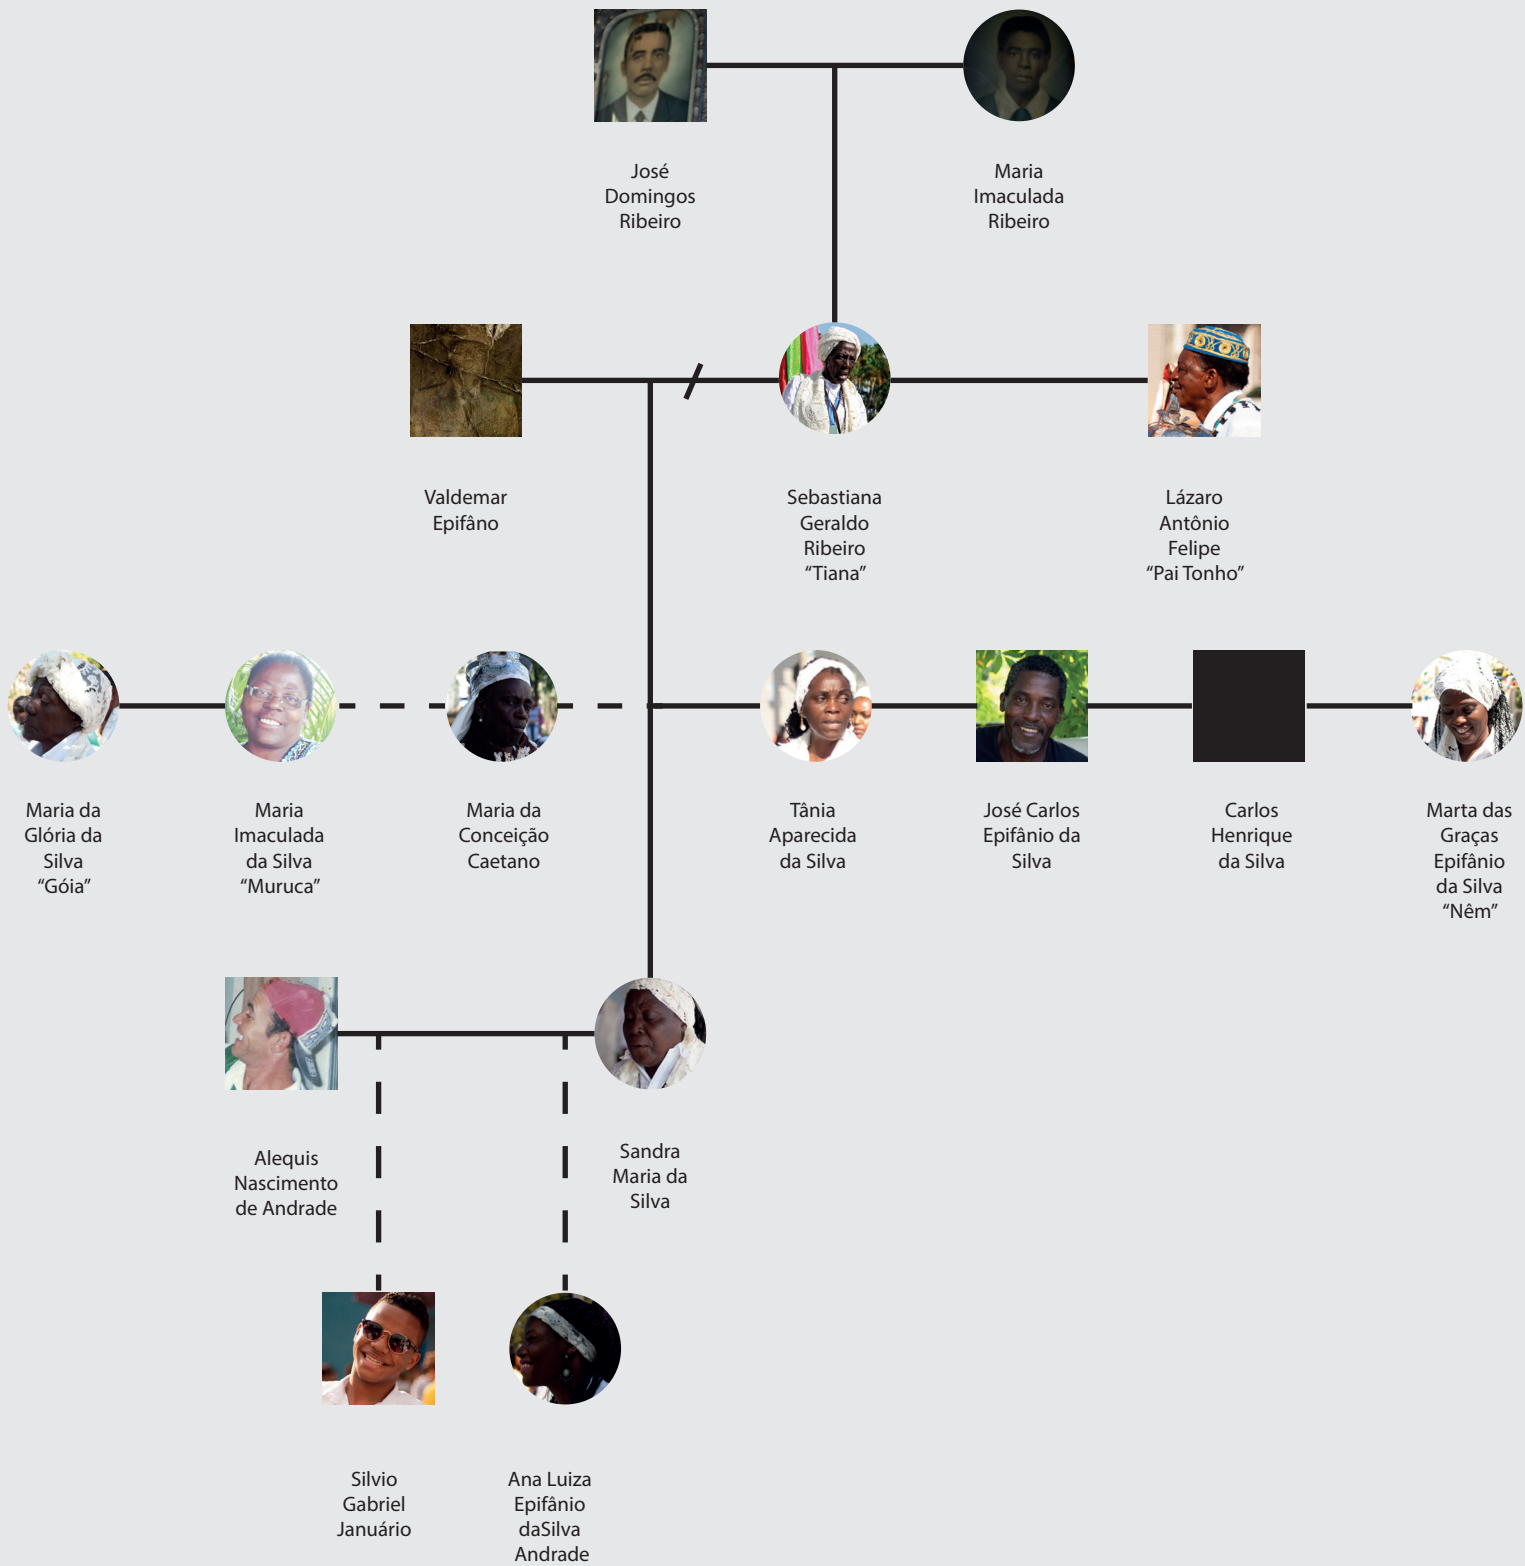 José
Domingos
Ribeiro
Maria
Imaculada
Ribeiro
Valdemar
Epifâno
Sebastiana
Geraldo
Ribeiro
“Tiana”
Lázaro
Antônio
Felipe
“Pai Tonho”
Maria da
Glória da
Silva
“Góia”
Maria
Imaculada
da Silva
“Muruca”
Maria da
Conceição
Caetano
Tânia
Aparecida
da Silva
José Carlos
Epifânio da
Silva
Carlos
Henrique
da Silva
Marta das
Graças
Epifânio
da Silva
“Nêm”
Alequis
Nascimento
de Andrade
Sandra
Maria da
Silva
Silvio
Gabriel
Januário
Ana Luiza
Epifânio
daSilva
Andrade